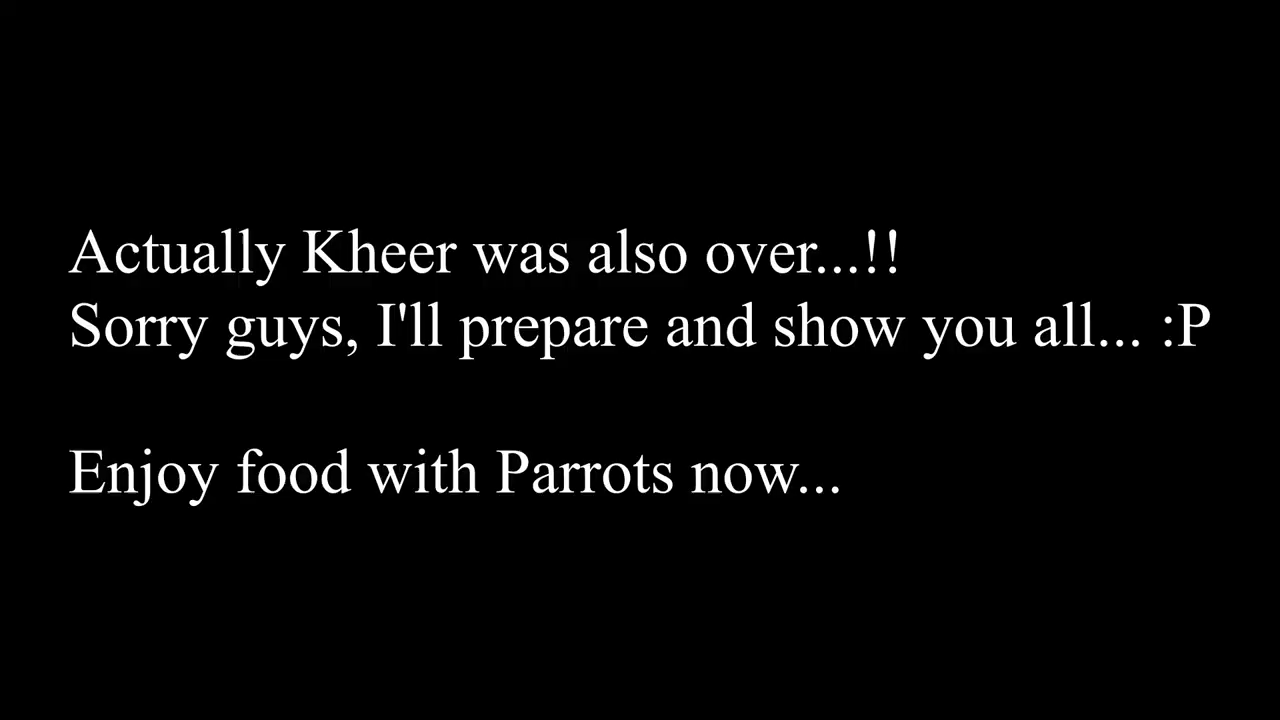 Actually Kheer was also over...!!
Sorry guys, I'll prepare and show you all... :P
Enjoy food with Parrots now...